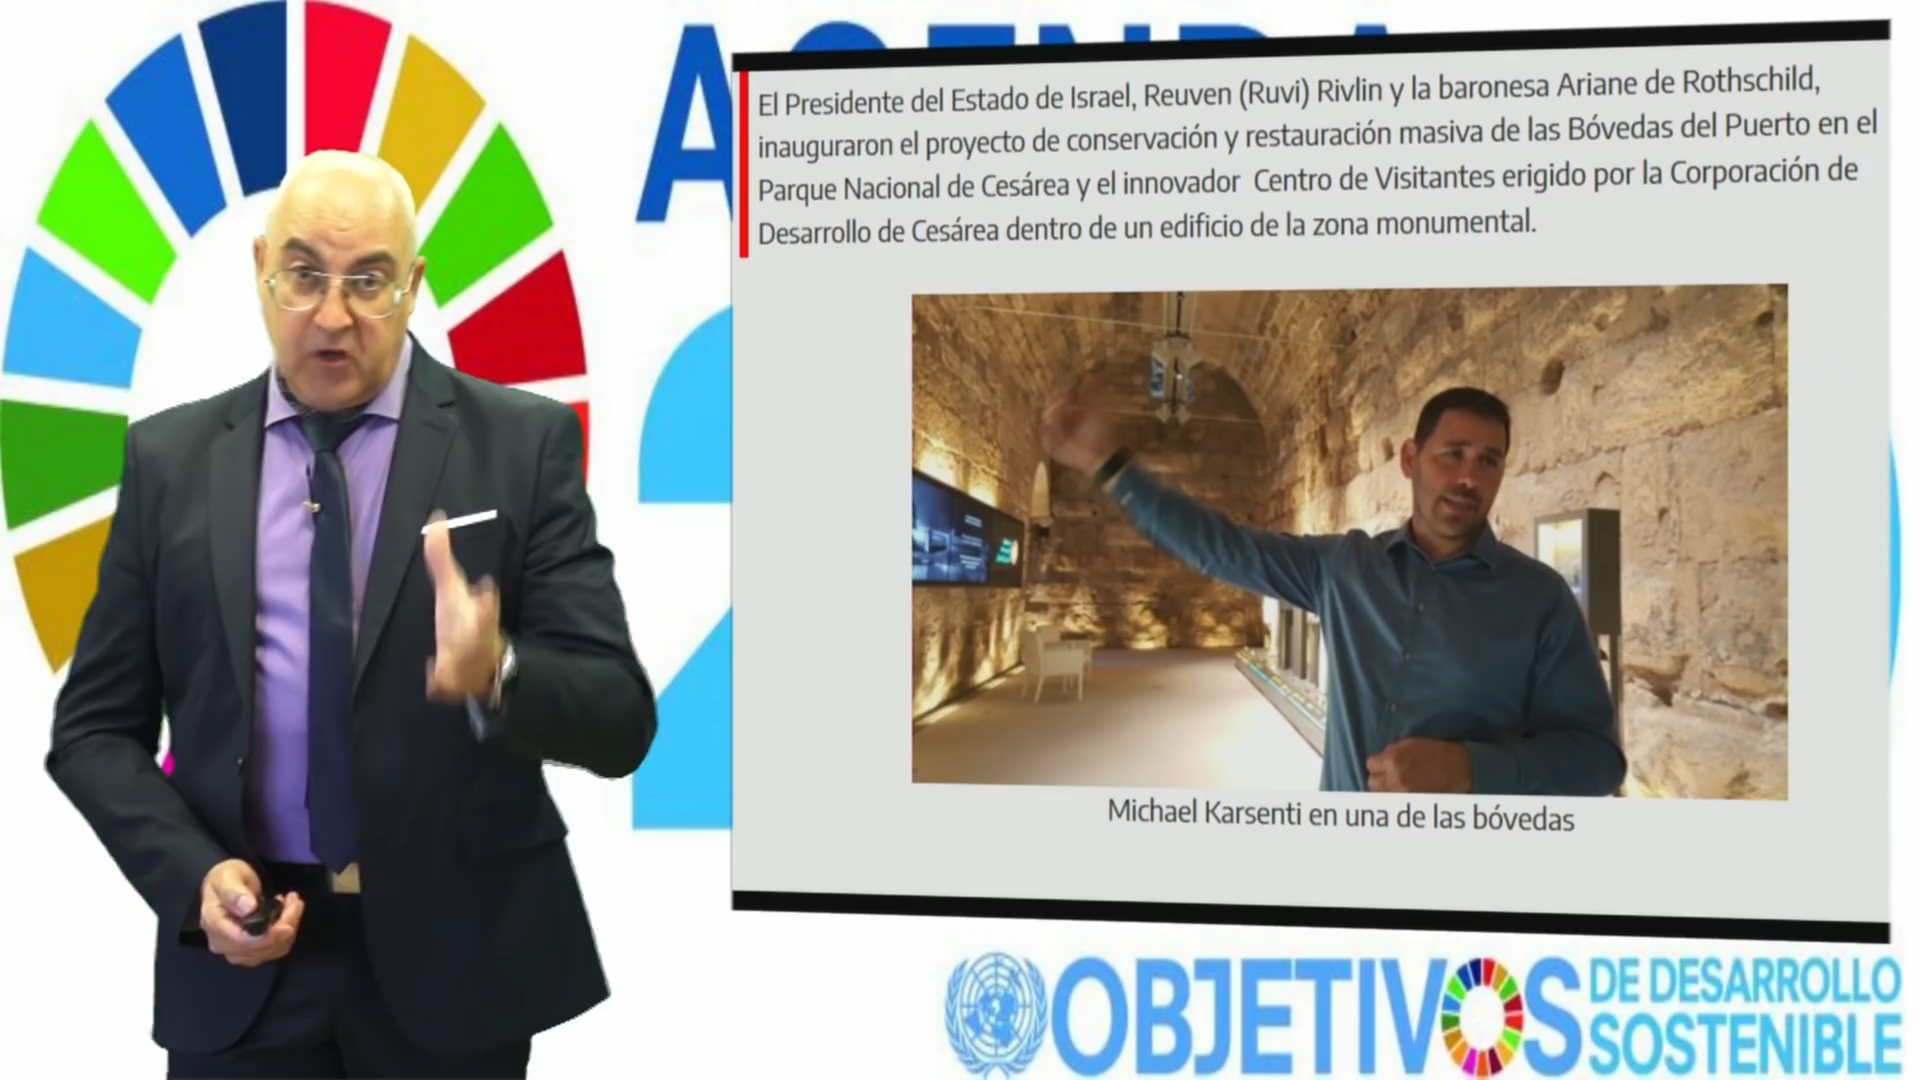 AGENDA
El Presidente del Estado de Israel, Reuven (Ruvi) Rivlin y la baronesa Ariane de Rothschild,
inauguraron el proyecto de conservación y restauración masiva de las Bóvedas del Puerto en el
Parque Nacional de Cesárea y el innovador Centro de Visitantes erigido por la Corporación de
Desarrollo de Cesárea dentro de un edificio de la zona monumental.
Michael Karsenti en una de las bóvedas
OBJETIVOS
DE DESARROLLO
SOSTENIBLE